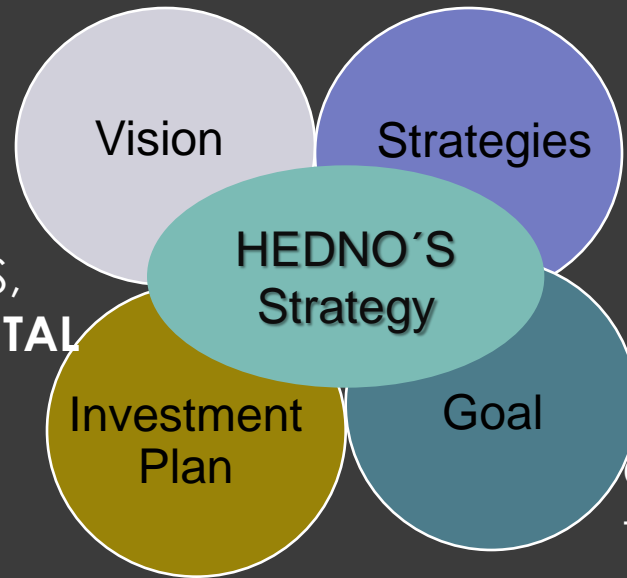 Vision
Strategies
HEDNO´S
Strategy
S,
TAL
Investment
Plan
Goal